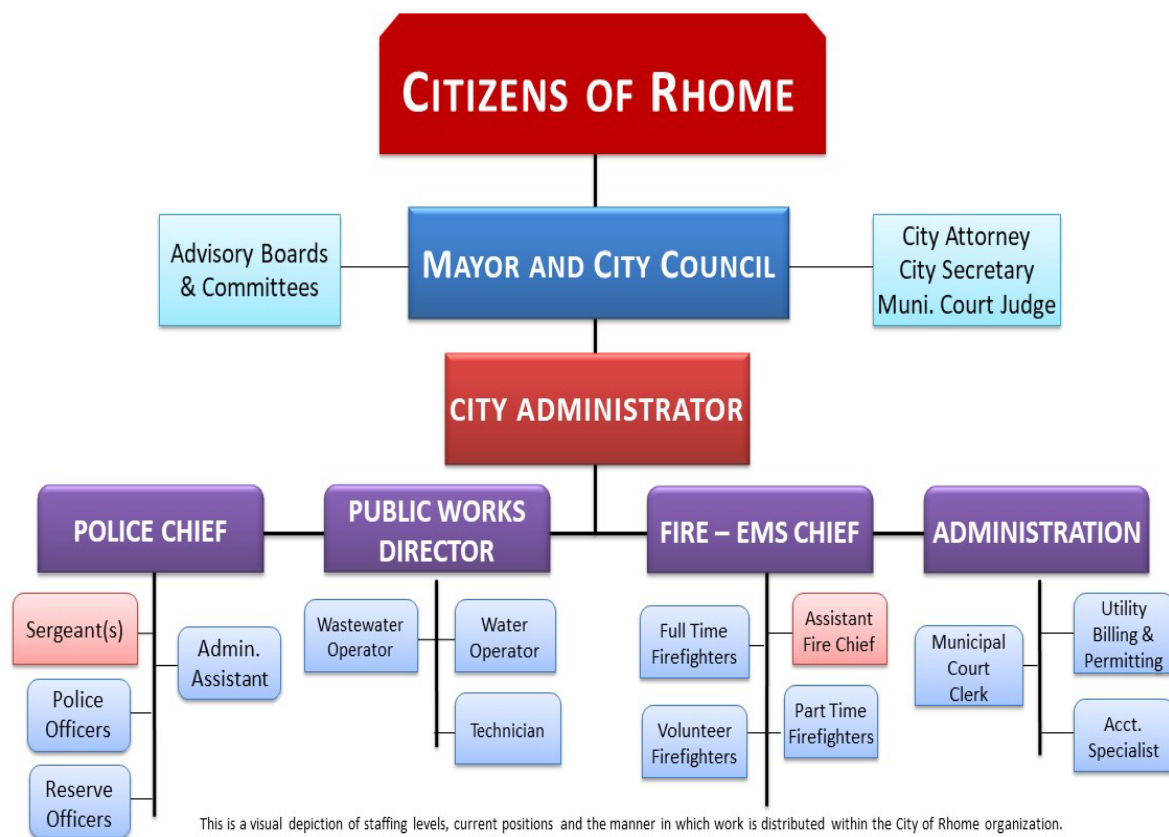 CITIZENS OF RHOME
Advisory Boards
& Committees
MAYOR AND CITY COUNCIL
City Attorney
City Secretary
Muni. Court Judge
CITY ADMINISTRATOR
POLICE CHIEF
PUBLIC WORKS
DIRECTOR
FIRE – EMS CHIEF
ADMINISTRATION
Sergeant(s)
Admin.
Assistant
Police
Officers
Reserve
Officers
Wastewater
Operator
Water
Operator
Technician
Full Time
Firefighters
Assistant
Fire Chief
Volunteer
Firefighters
Part Time
Firefighters
Municipal
Court
Clerk
Utility
Billing &
Permitting
Acct.
Specialist
This is a visual depiction of staffing levels, current positions and the manner in which work is distributed within the City of Rhome organization.